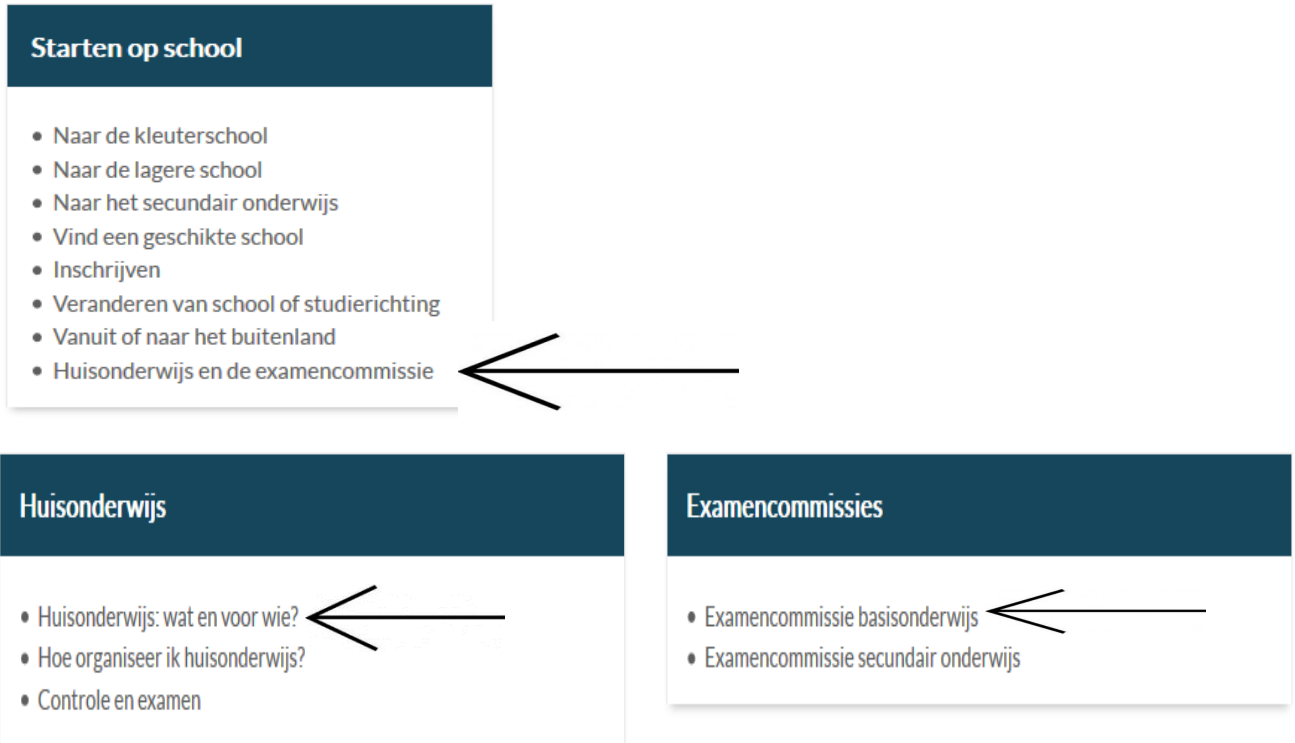 Starten op school
Naar de kleuterschool
Naar de lagere school
Naar het secundair onderwijs
Vind een geschikte school
Inschrijven
Veranderen van school of studierichting
Vanuit of naar het buitenland
Huisonderwijs en de examencommissie
Huisonderwijs
Huisonderwijs: wat en voor wie?
Hoe organiseer ik huisonderwijs?
Controle en examen
Examencommissies
Examencommissie basisonderwijs
Examencommissie secundair onderwijs